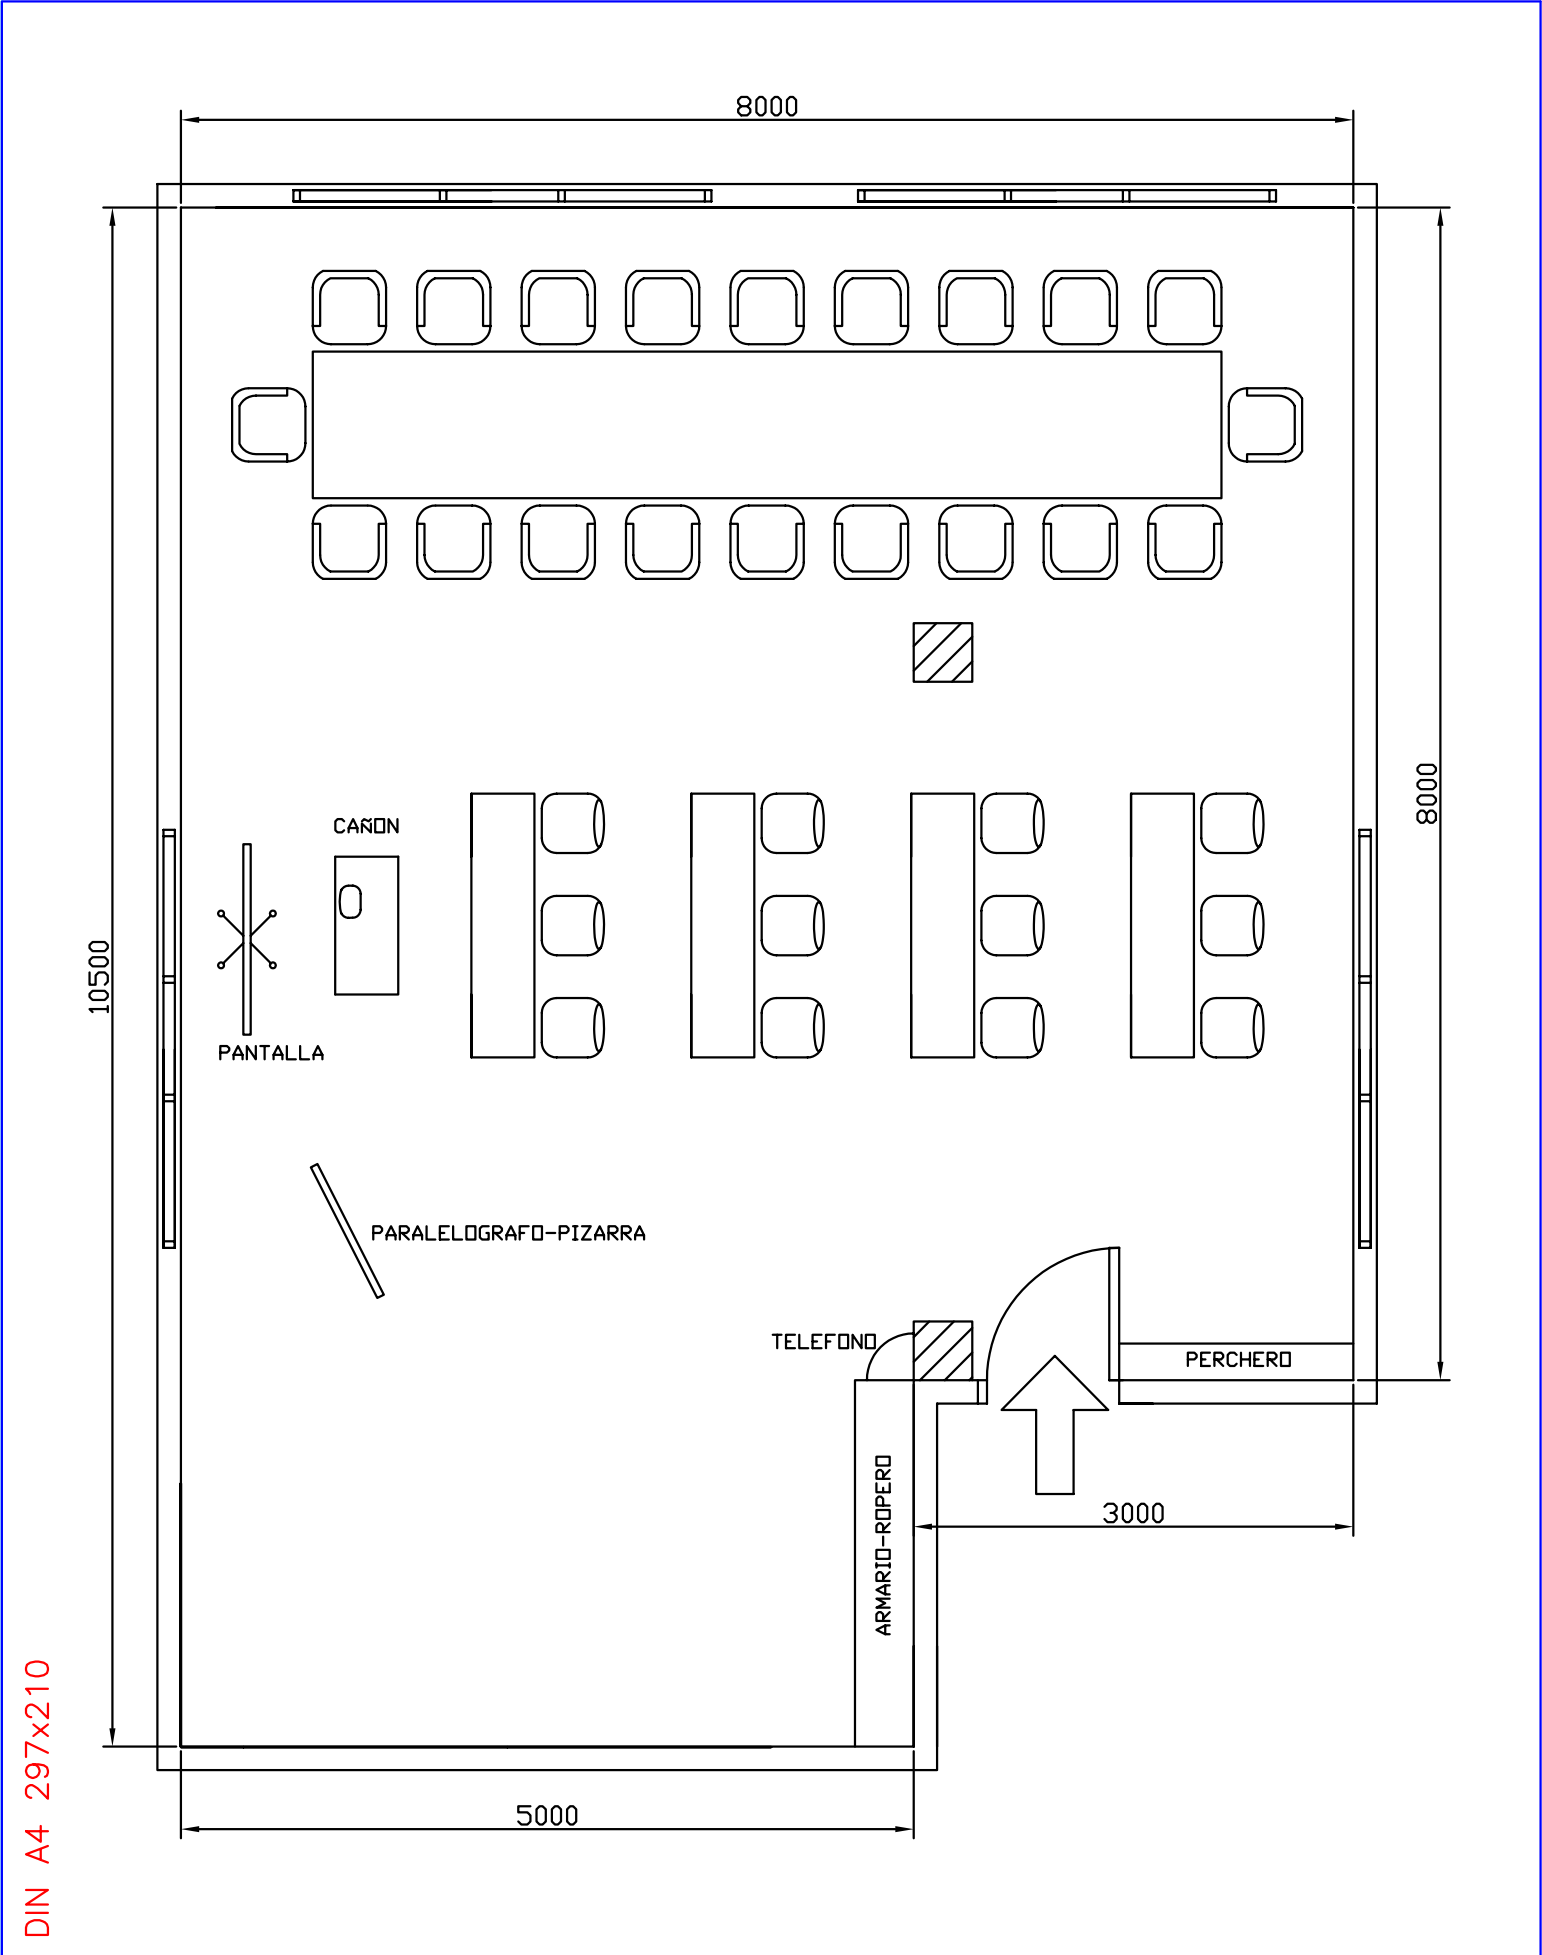 8000
8000
CAÑON
10500
PANTALLA
PARALELOGRAFO-PIZARRA
TELEFONO
PERCHERO
ARMARIO-ROPERO
3000
5000
DIN A4 297x210